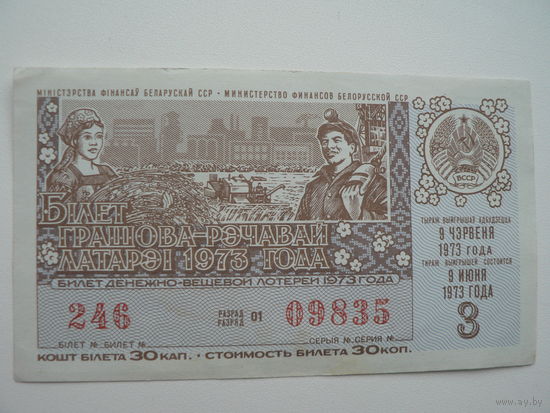 МІНІСТЭРСТВА ФІНАНСАЎ БЕЛАРУСКАЙ ССР • МИНИСТЕРСТВО ФИНАНСОВ БЕЛОРУССКОЙ ССР
БССР
БІЛЕТ
ГРАШОВА-РЭЧАВАЙ
ЛАТАРЭІ 1973 ГОДА
БИЛЕТ ДЕНЕЖНО-ВЕЩЕВОЙ ЛОТЕРЕИ 1973 ГОДА
ТЫРАЖ ВЫІГРЫШАЎ АДБУДЗЕЦЦА
9 ЧЭРВЕНЯ
1973 ГОДА
ТИРАЖ ВЫИГРЫШЕЙ СОСТОИТСЯ
9 ИЮНЯ
1973 ГОДА
3
246 РАЗРАД РАЗРЯД 01 09835
БІЛЕТ № БИЛЕТ № СЕРЫЯ № СЕРИЯ №
КОШТ БІЛЕТА 30 КАП. • СТОИМОСТЬ БИЛЕТА 30 КОП.
www.ay.by